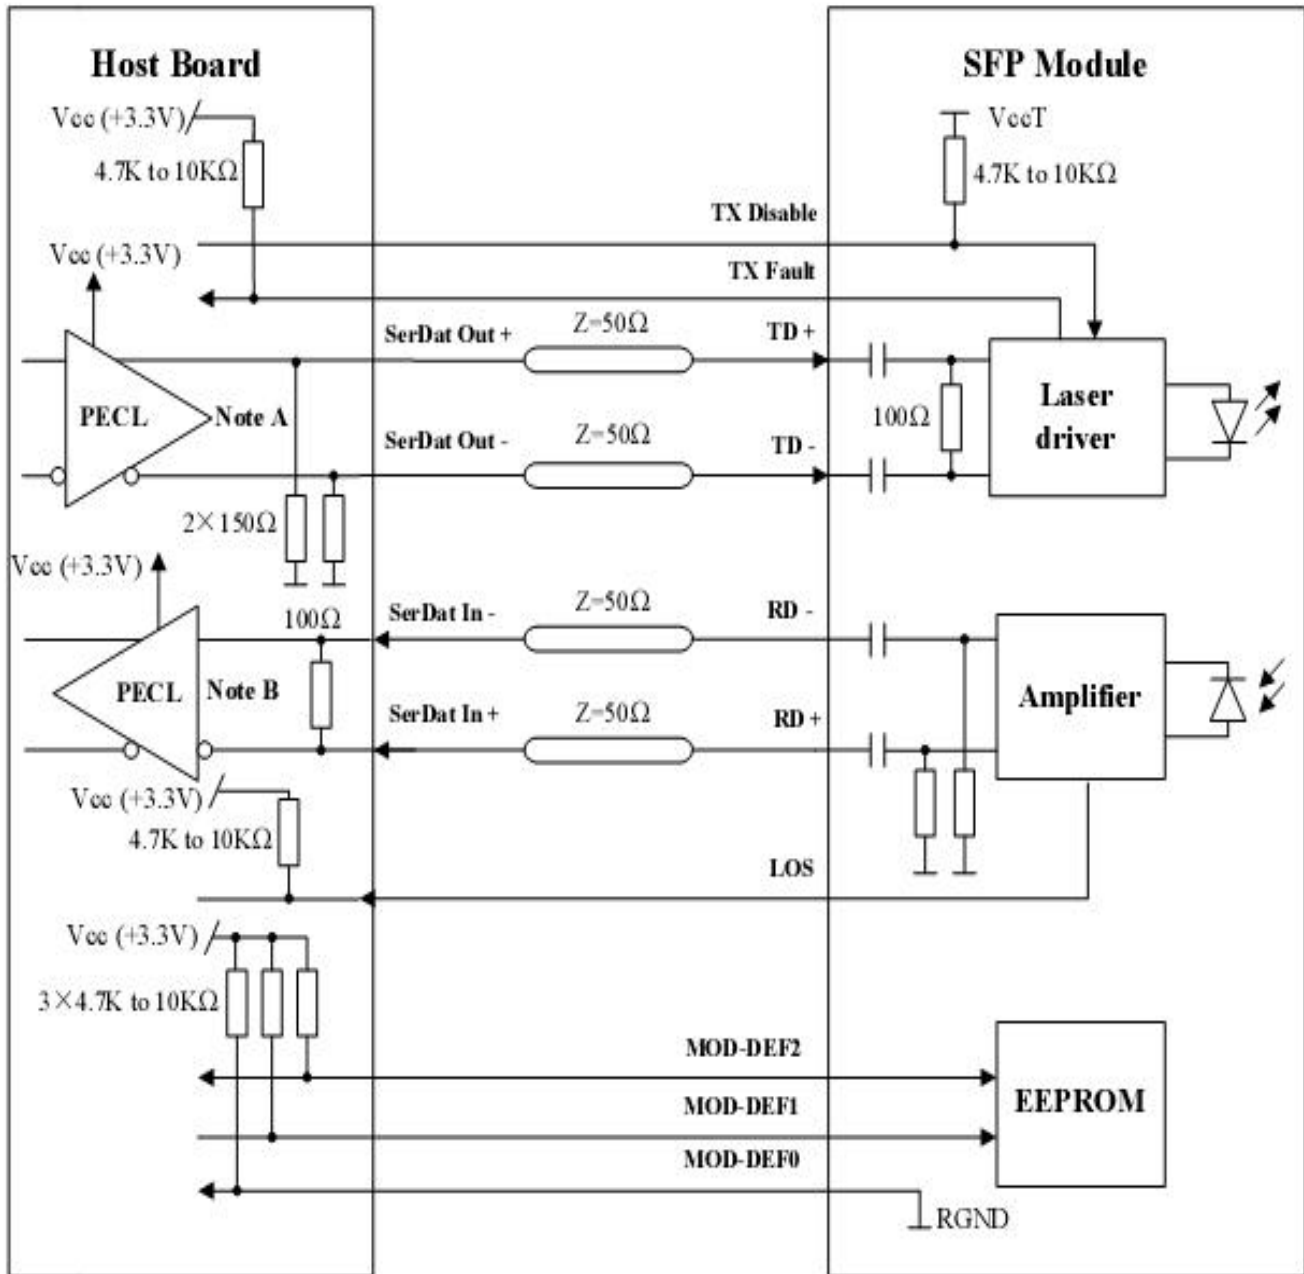 Host Board
SFP Module
Vcc (+3.3V)
VccT
4.7K to 10KΩ
4.7K to 10KΩ
TX Disable
Vcc (+3.3V)
TX Fault
SerDat Out +
Z=50Ω
TD +
PECL
Note A
100Ω
Laser
driver
SerDat Out -
Z=50Ω
TD -
2×150Ω
Vcc (+3.3V)
100Ω
SerDat In -
Z=50Ω
RD -
PECL
Note B
Amplifier
SerDat In +
Z=50Ω
RD +
Vcc (+3.3V)
4.7K to 10KΩ
LOS
Vcc (+3.3V)
3×4.7K to 10KΩ
MOD-DEF2
EEPROM
MOD-DEF1
MOD-DEF0
RGND